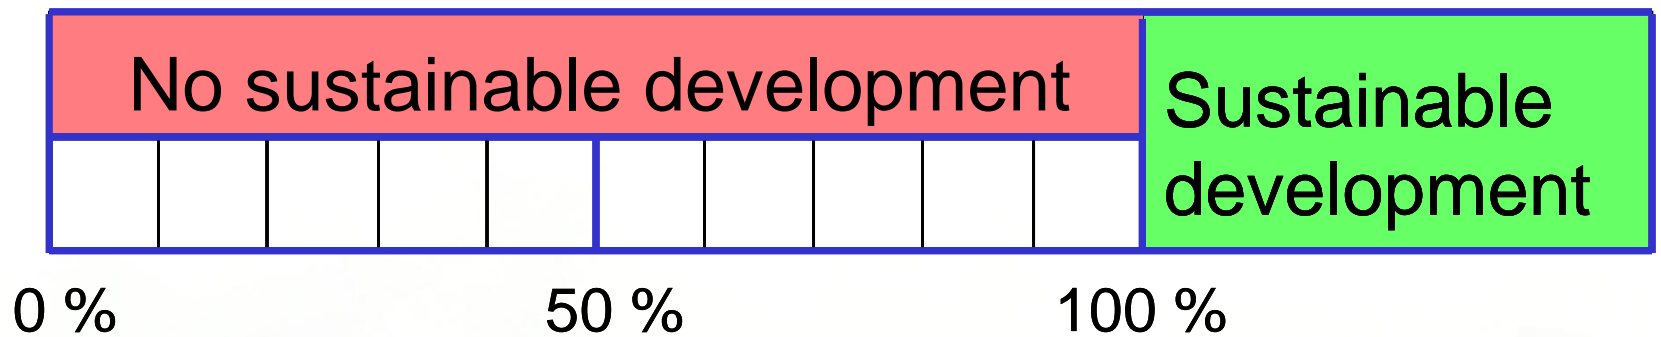 No sustainable development
Sustainable
development
0 %
50 %
100 %